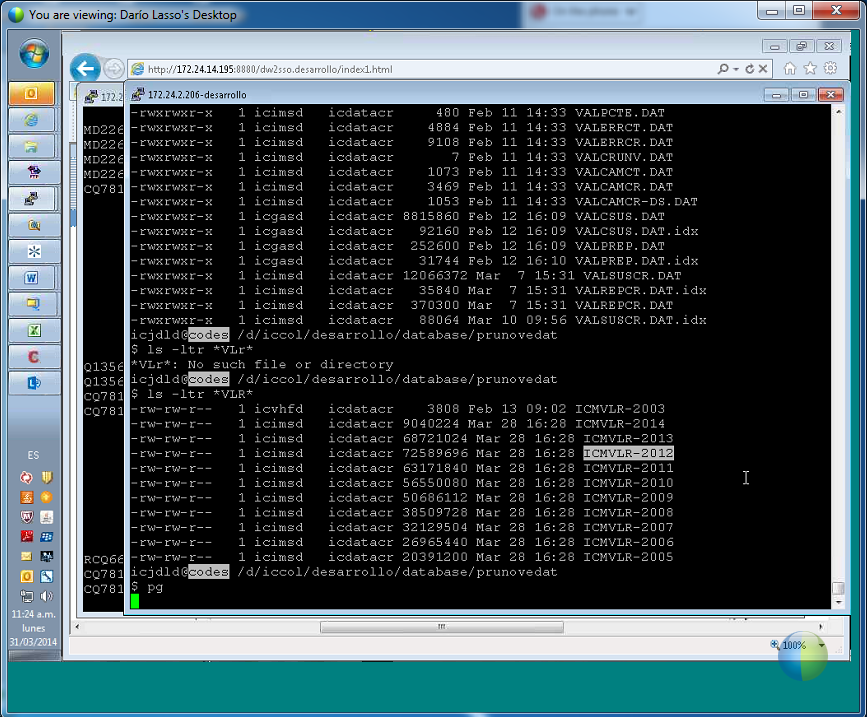 You are viewing: Darío Lasso's Desktop
http://172.24.14.195:8080/dw2sso.desarrollo/index1.html
172.2
172.24.2.206-desarrollo
MD226
MD226
MD226
MD226
CQ781
Q1356
Q1356
CQ781
CQ781
RCQ66
CQ781
CQ781
-rwxrwxr-x 1 icimsd icdatacr 480 Feb 11 14:33 VALPCTE.DAT
-rwxrwxr-x 1 icimsd icdatacr 4884 Feb 11 14:33 VALERRCT.DAT
-rwxrwxr-x 1 icimsd icdatacr 9108 Feb 11 14:33 VALERRCR.DAT
-rwxrwxr-x 1 icimsd icdatacr 7 Feb 11 14:33 VALCRUNV.DAT
-rwxrwxr-x 1 icimsd icdatacr 1073 Feb 11 14:33 VALCAMCT.DAT
-rwxrwxr-x 1 icimsd icdatacr 3469 Feb 11 14:33 VALCAMCR.DAT
-rwxrwxr-x 1 icimsd icdatacr 1053 Feb 11 14:33 VALCAMCR-DS.DAT
-rwxrwxr-x 1 icgasd icdatacr 8815860 Feb 12 16:09 VALCSUS.DAT
-rwxrwxr-x 1 icgasd icdatacr 92160 Feb 12 16:09 VALCSUS.DAT.idx
-rwxrwxr-x 1 icgasd icdatacr 252600 Feb 12 16:09 VALPREP.DAT
-rwxrwxr-x 1 icgasd icdatacr 31744 Feb 12 16:10 VALPREP.DAT.idx
-rwxrwxr-x 1 icimsd icdatacr 12066372 Mar 7 15:31 VALSUSCR.DAT
-rwxrwxr-x 1 icimsd icdatacr 35840 Mar 7 15:31 VALREPCR.DAT.idx
-rwxrwxr-x 1 icimsd icdatacr 370300 Mar 7 15:31 VALREPCR.DAT
-rwxrwxr-x 1 icimsd icdatacr 88064 Mar 10 09:56 VALSUSCR.DAT.idx
icjdld@codes /d/iccol/desarrollo/database/prunovedat
$ ls -ltr *VLr*
*VLr*: No such file or directory
icjdld@codes /d/iccol/desarrollo/database/prunovedat
$ ls -ltr *VLR*
-rw-rw-r-- 1 icvhfd icdatacr 3808 Feb 13 09:02 ICMVLR-2003
-rw-rw-r-- 1 icimsd icdatacr 9040224 Mar 28 16:28 ICMVLR-2014
-rw-rw-r-- 1 icimsd icdatacr 68721024 Mar 28 16:28 ICMVLR-2013
-rw-rw-r-- 1 icimsd icdatacr 72589696 Mar 28 16:28 ICMVLR-2012
-rw-rw-r-- 1 icimsd icdatacr 63171840 Mar 28 16:28 ICMVLR-2011
-rw-rw-r-- 1 icimsd icdatacr 56550080 Mar 28 16:28 ICMVLR-2010
-rw-rw-r-- 1 icimsd icdatacr 50686112 Mar 28 16:28 ICMVLR-2009
-rw-rw-r-- 1 icimsd icdatacr 38509728 Mar 28 16:28 ICMVLR-2008
-rw-rw-r-- 1 icimsd icdatacr 32129504 Mar 28 16:28 ICMVLR-2007
-rw-rw-r-- 1 icimsd icdatacr 26965440 Mar 28 16:28 ICMVLR-2006
-rw-rw-r-- 1 icimsd icdatacr 20391200 Mar 28 16:28 ICMVLR-2005
icjdld@codes /d/iccol/desarrollo/database/prunovedat
$ pg
ES
11:24 a.m.
lunes
31/03/2014
100%